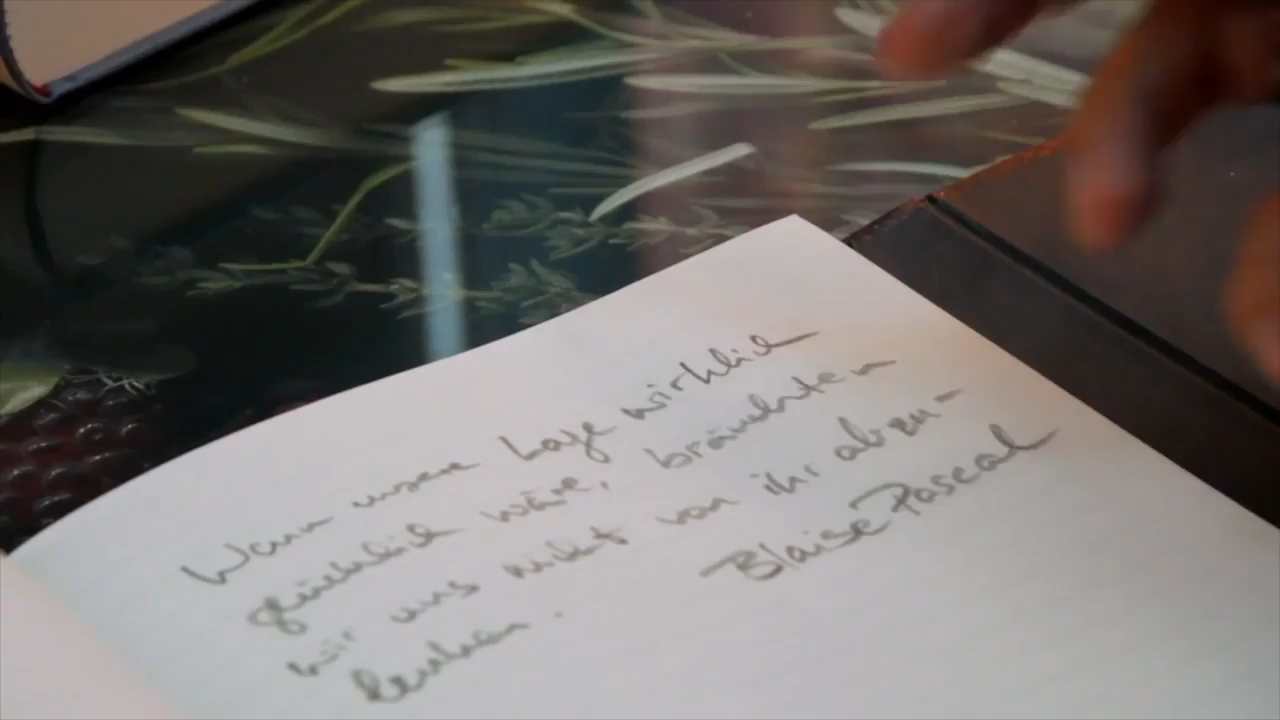 Wenn unsere Lage wirklich
glücklich wäre, bräuchten
wir uns nicht von ihr abzu-
lenken.
Blaise Pascal